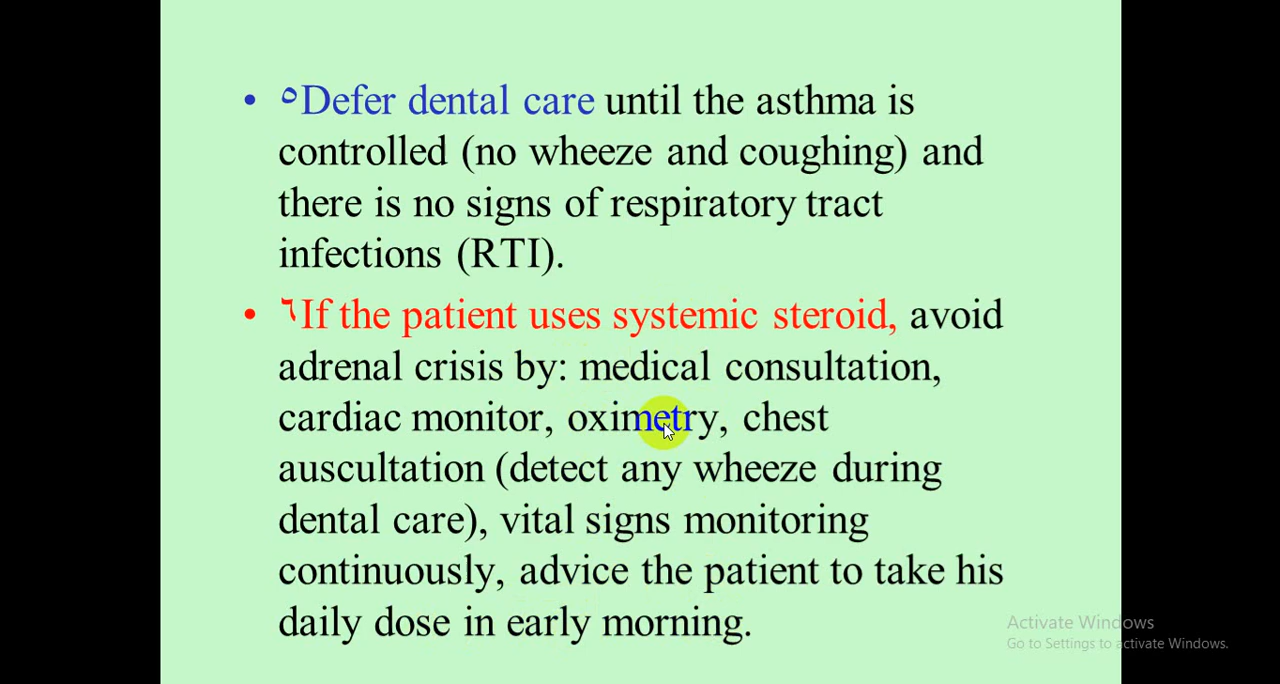 • ٥Defer dental care until the asthma is
controlled (no wheeze and coughing) and
there is no signs of respiratory tract
infections (RTI).
• ٦If the patient uses systemic steroid, avoid
adrenal crisis by: medical consultation,
cardiac monitor, oximetry, chest
auscultation (detect any wheeze during
dental care), vital signs monitoring
continuously, advice the patient to take his
daily dose in early morning.
Activate Windows
Go to Settings to activate Windows.